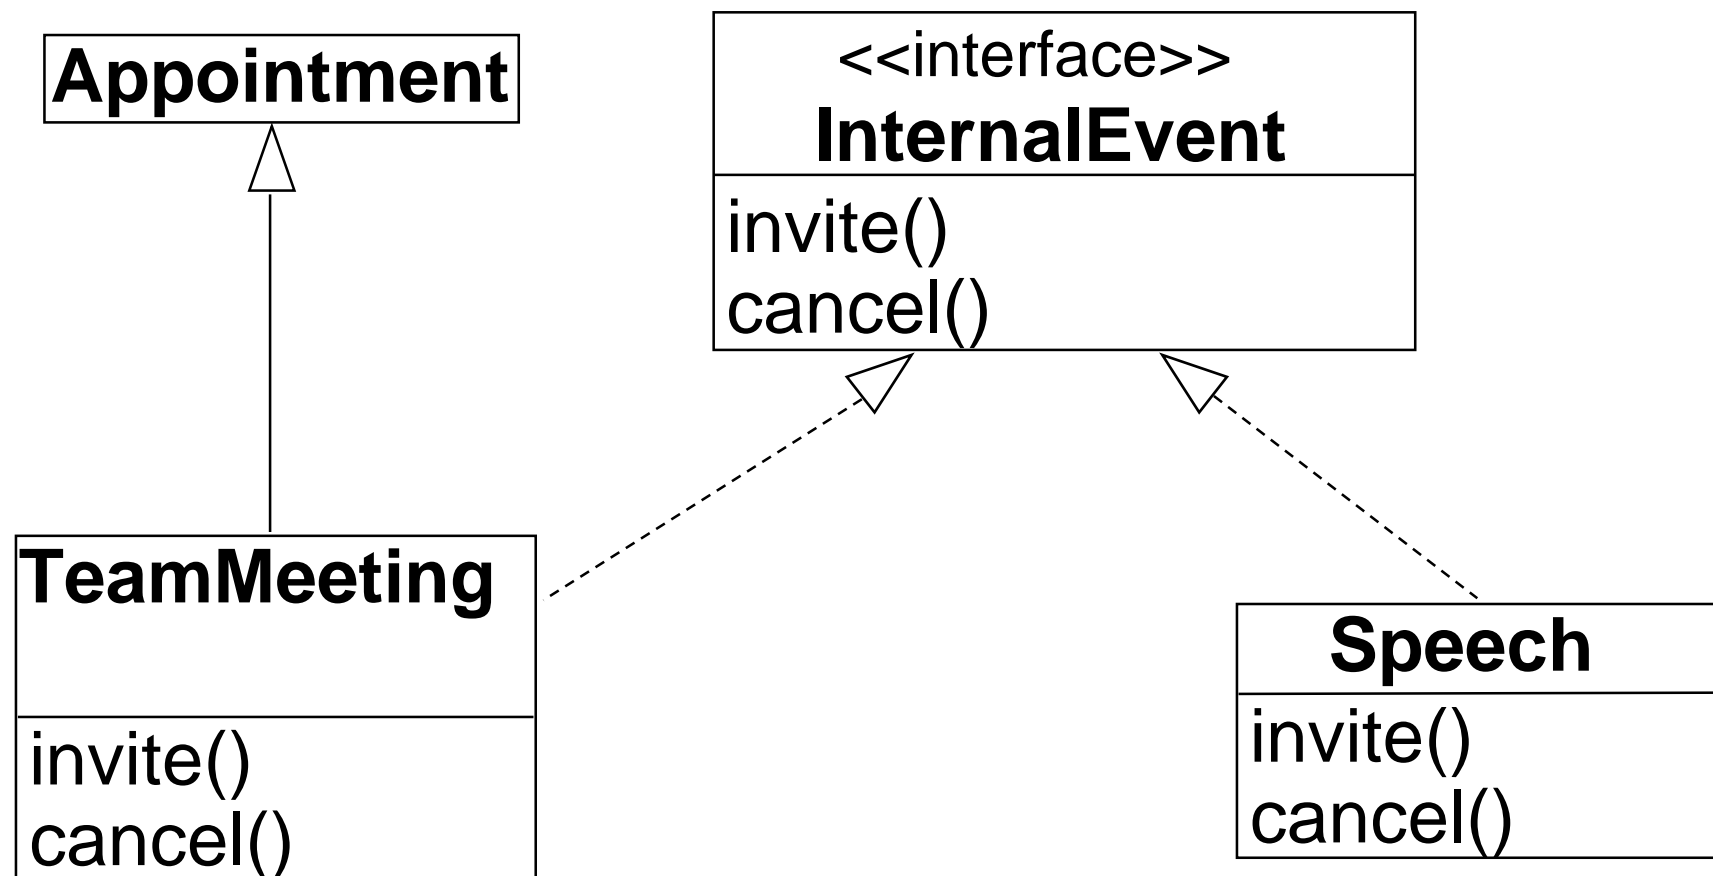 Appointment
<<interface>>
InternalEvent
invite()
cancel()
TeamMeeting
invite()
cancel()
Speech
invite()
cancel()